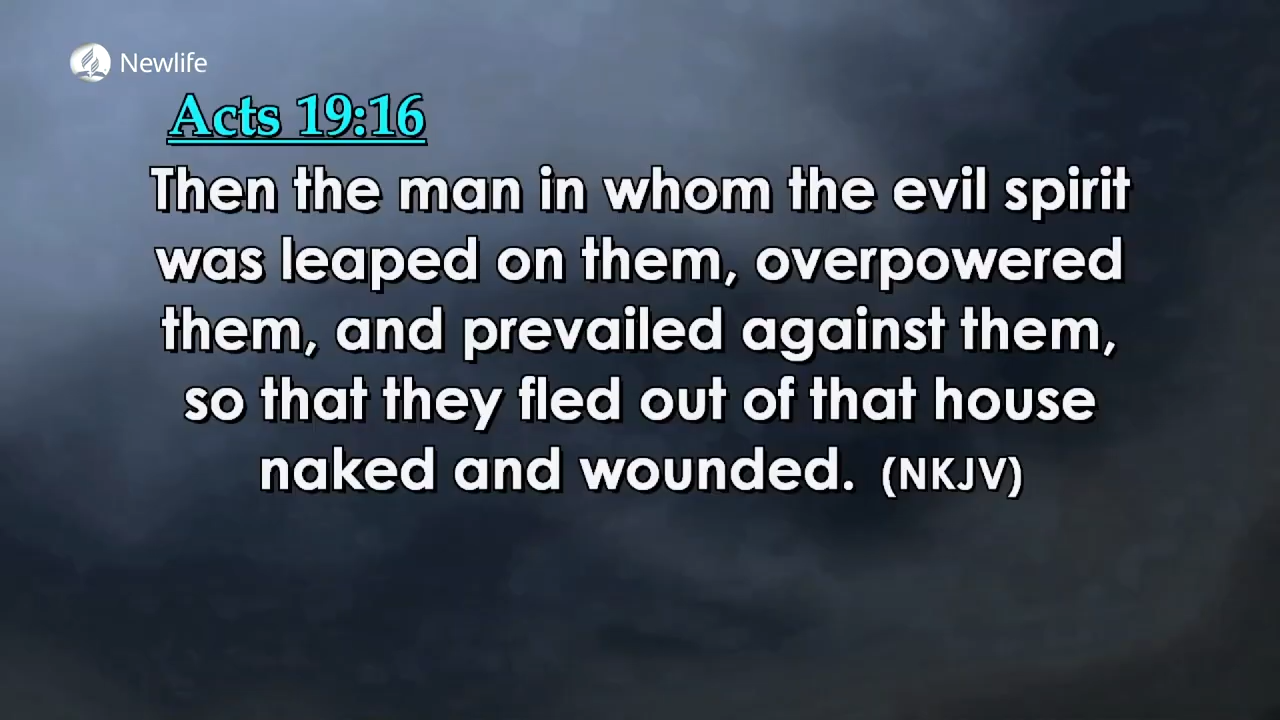 Newlife
Acts 19:16
Then the man in whom the evil spirit
was leaped on them, overpowered
them, and prevailed against them,
so that they fled out of that house
naked and wounded. (NKJV)